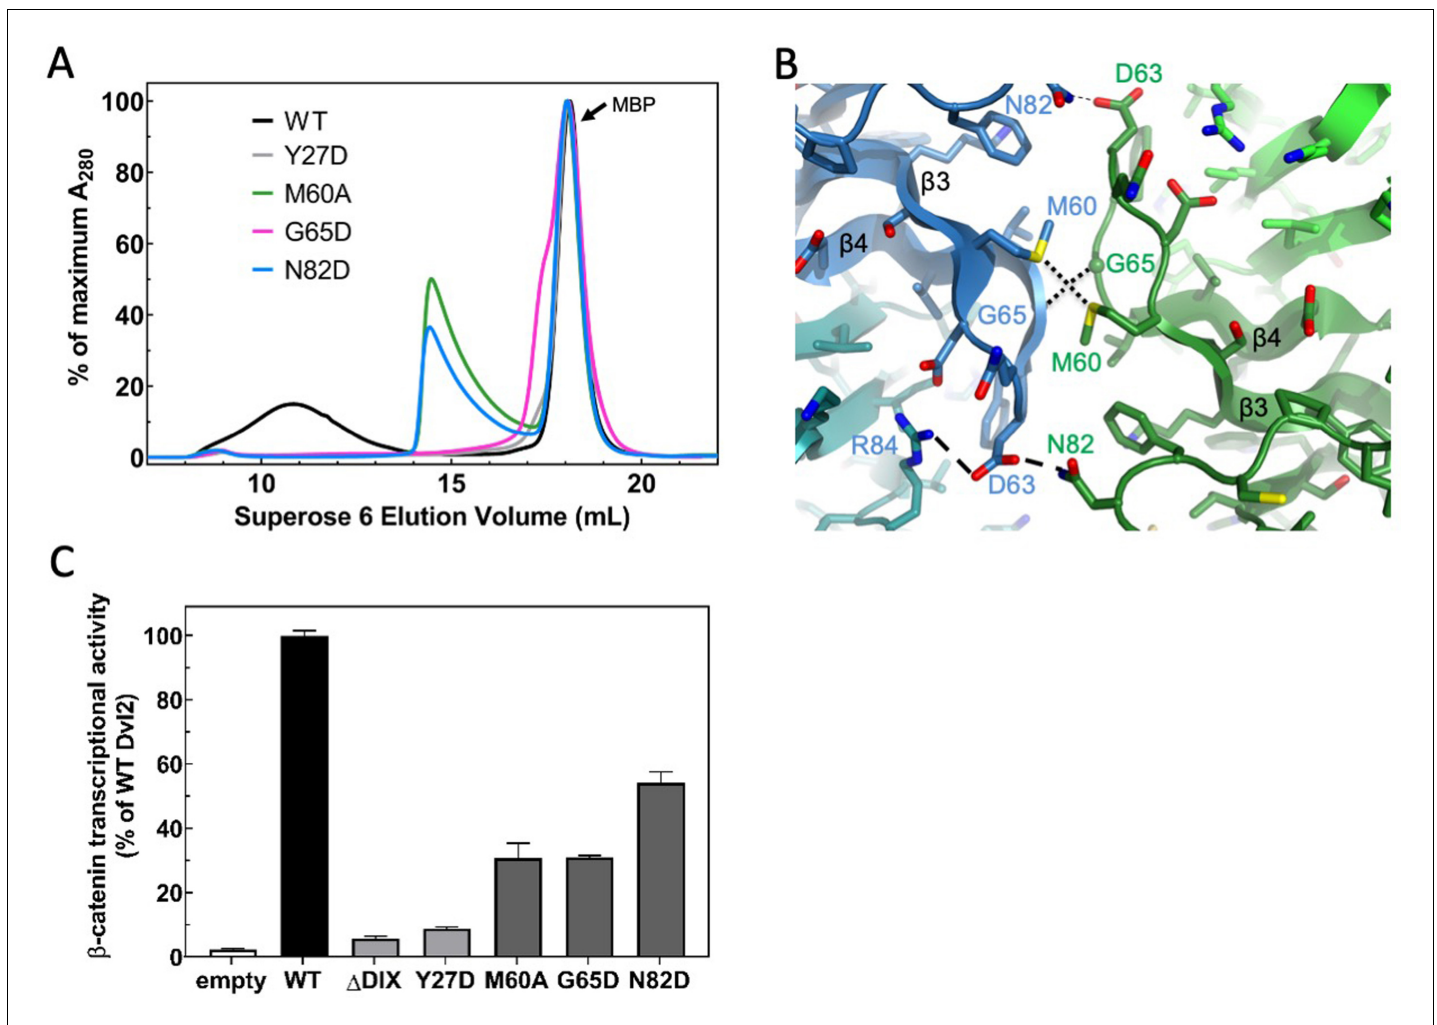 A
100
80
60
40
20
0
% of maximum A280
WT
Y27D
M60A
G65D
N82D
MBP
10
15
20
Superose 6 Elution Volume (mL)
B
D63
N82
β3
M60
β4
G65
G65
M60
β4
β3
R84
D63
N82
C
β-catenin transcriptional activity
(% of WT Dvl2)
100
80
60
40
20
0
empty
WT
ΔDIX
Y27D
M60A
G65D
N82D